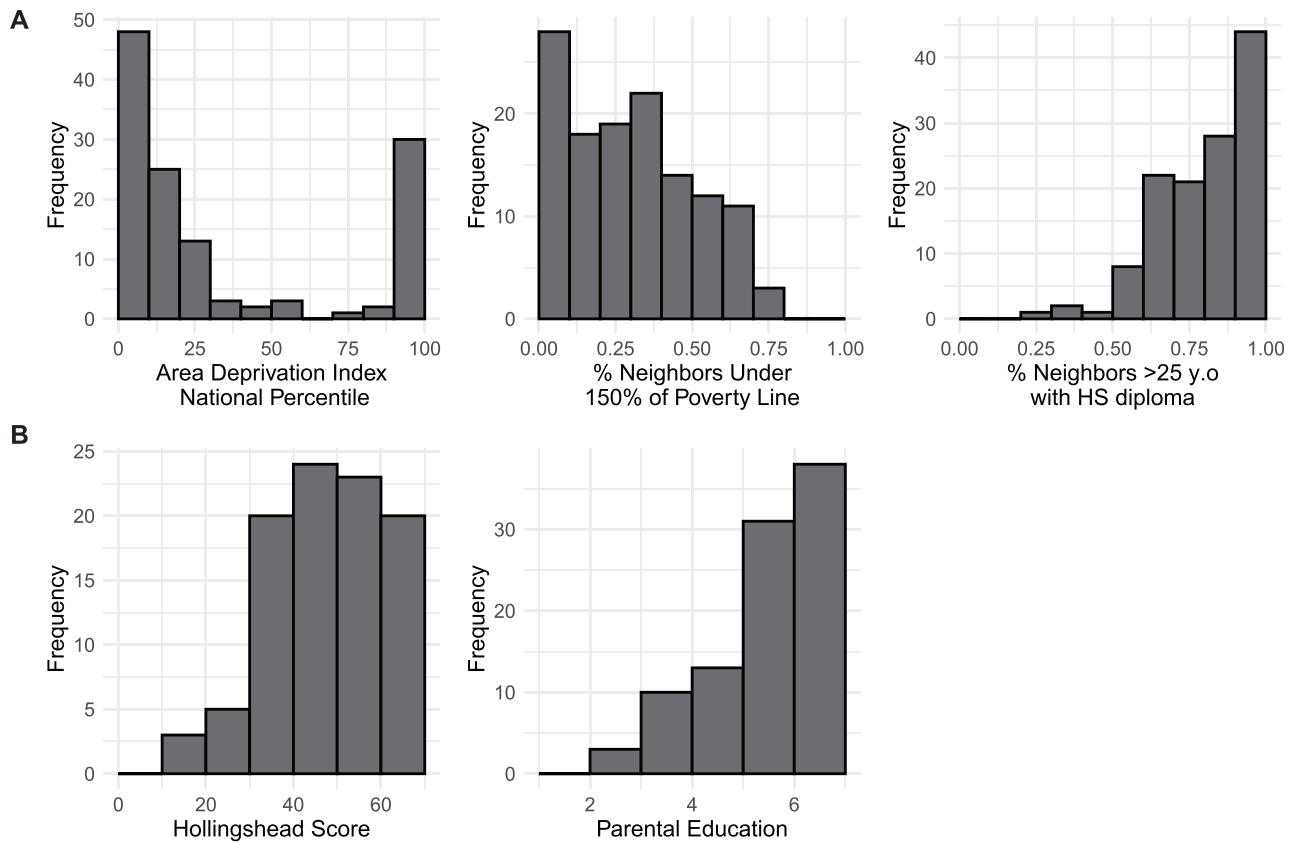 A
50
40
30
20
10
0
Frequency
0 25 50 75 100
Area Deprivation Index
National Percentile
20
10
0
Frequency
0.00 0.25 0.50 0.75 1.00
% Neighbors Under
150% of Poverty Line
40
30
20
10
0
Frequency
0.00 0.25 0.50 0.75 1.00
% Neighbors >25 y.o
with HS diploma
B
25
20
15
10
5
0
Frequency
0 20 40 60
Hollingshead Score
30
20
10
0
Frequency
2 4 6
Parental Education